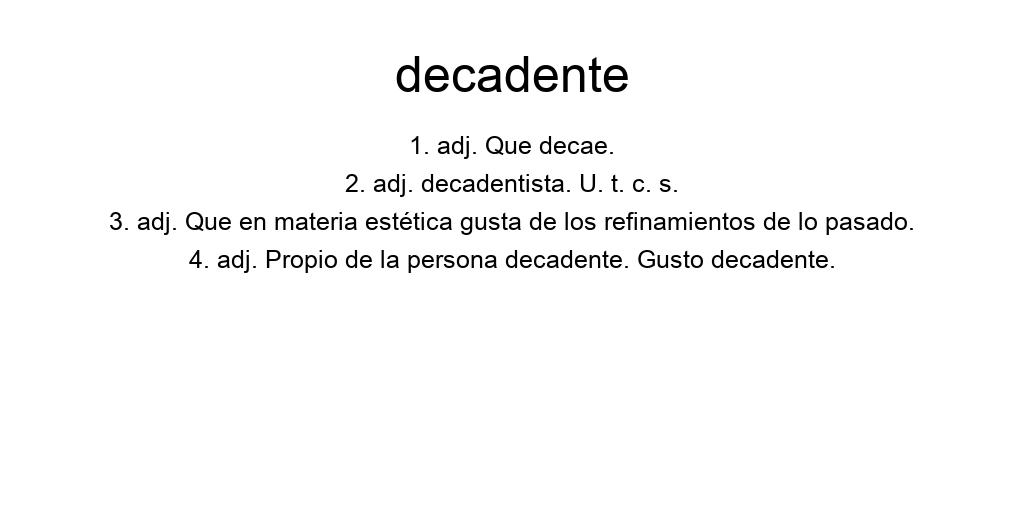 decadente
1. adj. Que decae.
2. adj. decadentista. U. t. c. s.
3. adj. Que en materia estética gusta de los refinamientos de lo pasado.
4. adj. Propio de la persona decadente. Gusto decadente.